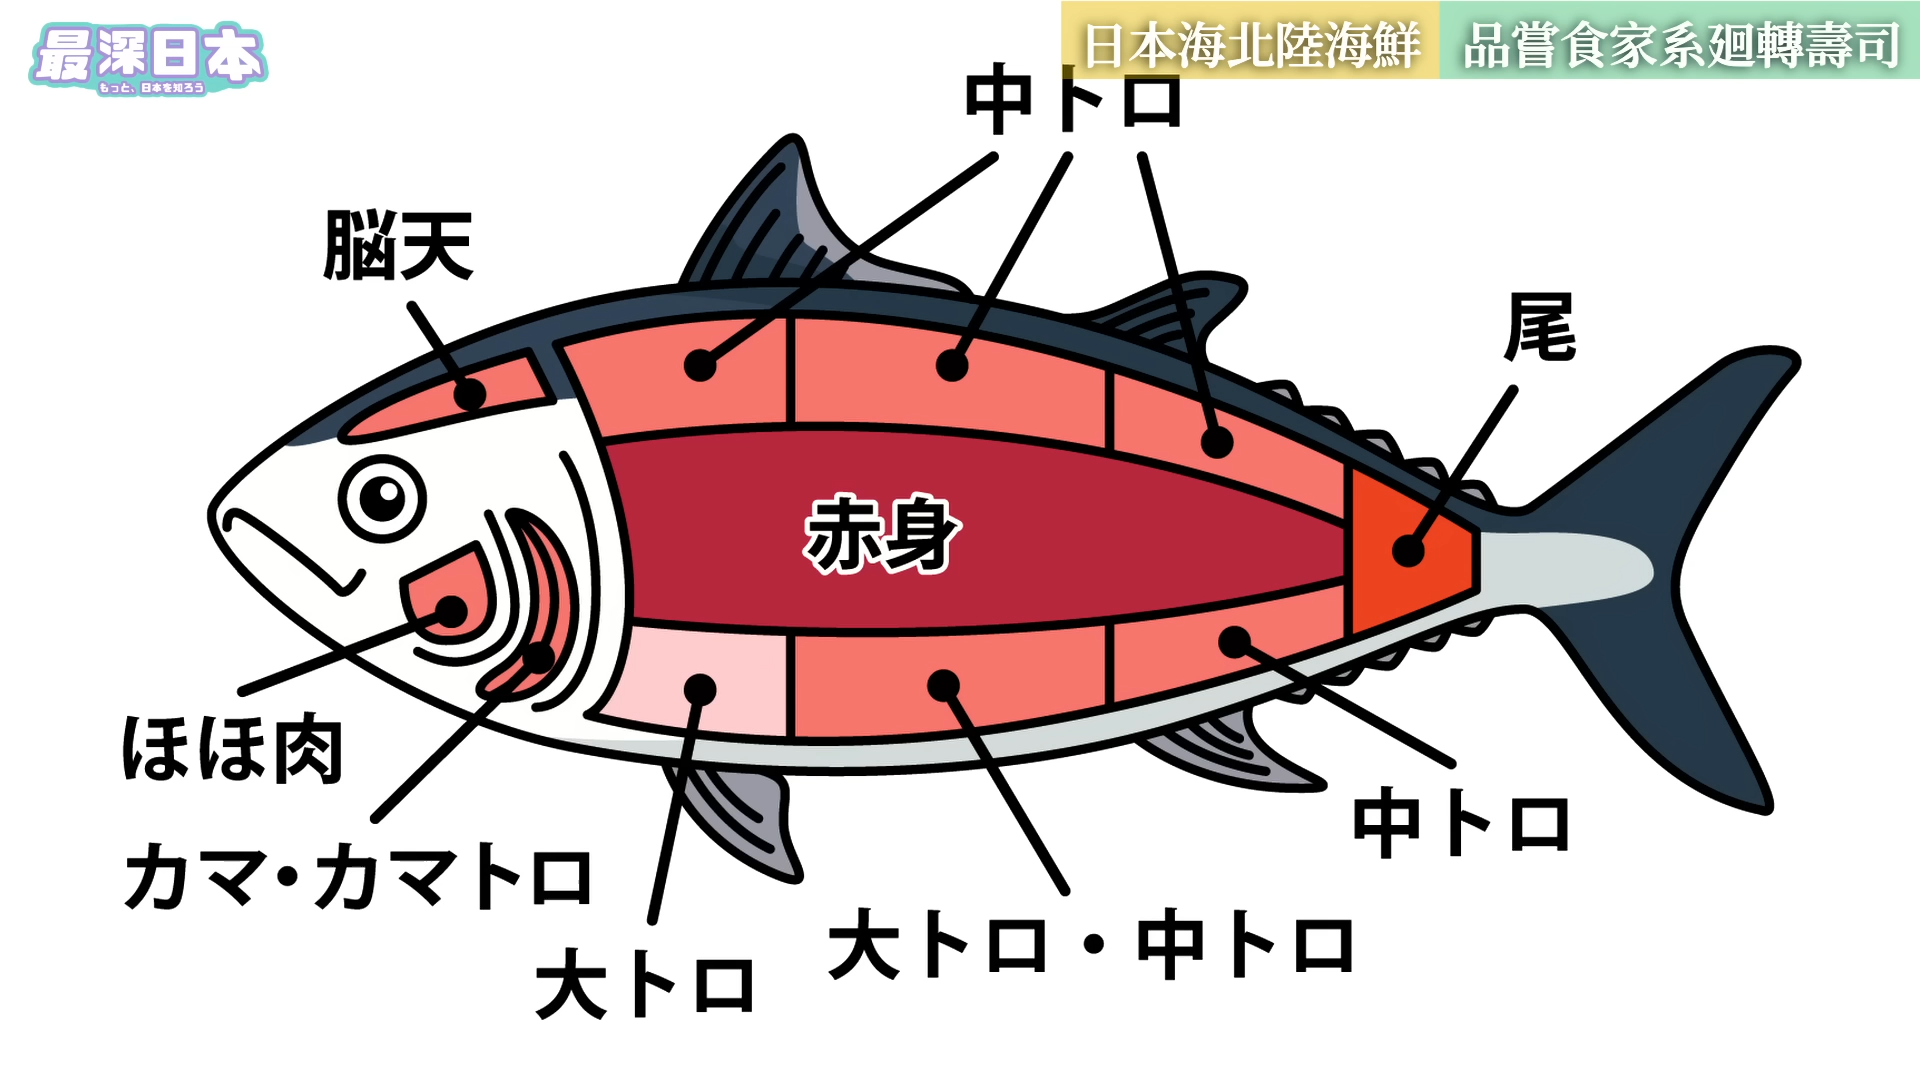 最深日本
もっと、日本を知ろう
日本海北陸海鮮
品嘗食家系廻轉壽司
中トロ
脳天
尾
赤身
ほほ肉
中トロ
カマ・カマトロ
大トロ・中トロ
大トロ